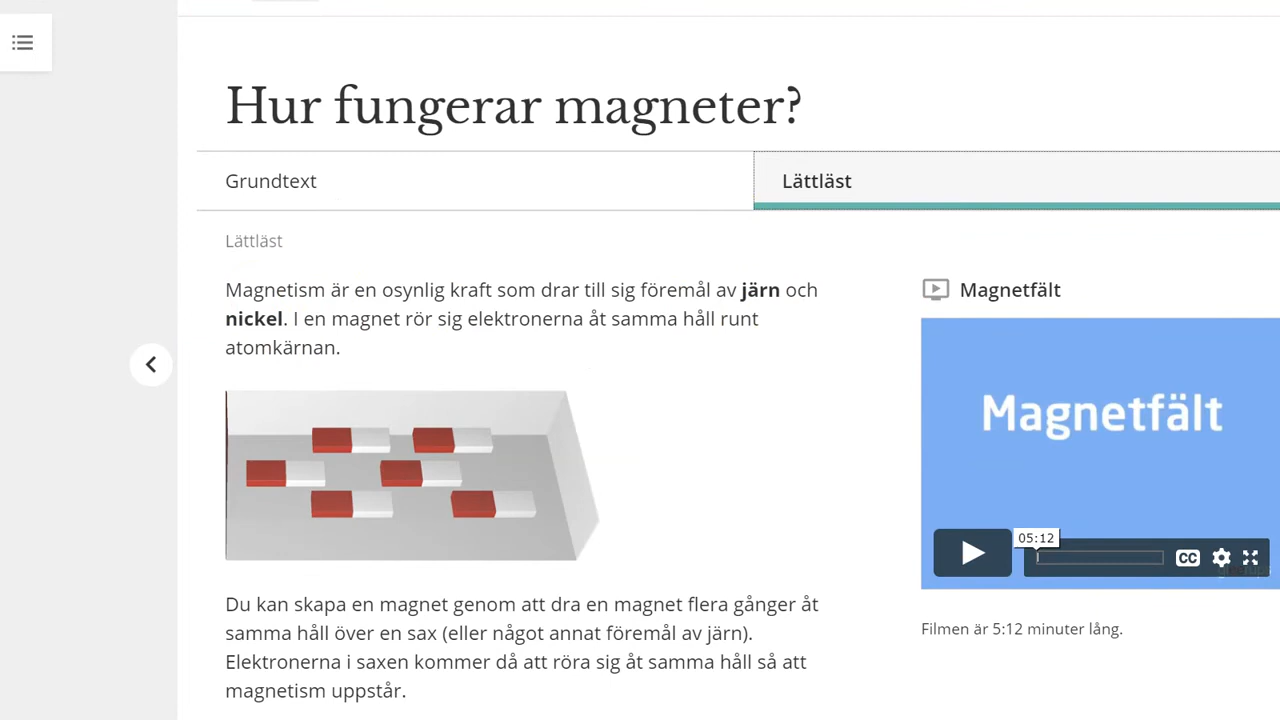 Hur fungerar magneter?
Grundtext
Lättläst
Lättläst
Magnetism är en osynlig kraft som drar till sig föremål av järn och
nickel. I en magnet rör sig elektronerna åt samma håll runt
atomkärnan.
Du kan skapa en magnet genom att dra en magnet flera gånger åt
samma håll över en sax (eller något annat föremål av järn).
Elektronerna i saxen kommer då att röra sig åt samma håll så att
magnetism uppstår.
Magnetfält
Magnetfält
05:12
CC
Filmen är 5:12 minuter lång.